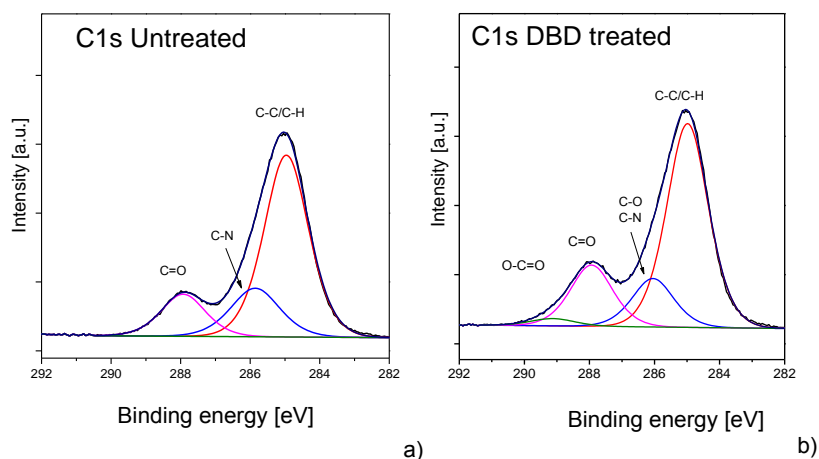 C1s Untreated
C-C/C-H
C-N
C=O
Intensity [a.u.]
292 290 288 286 284 282
Binding energy [eV]
a)
C1s DBD treated
C-C/C-H
C-O
C-N
C=O
O-C=O
Intensity [a.u.]
292 290 288 286 284 282
Binding energy [eV]
b)